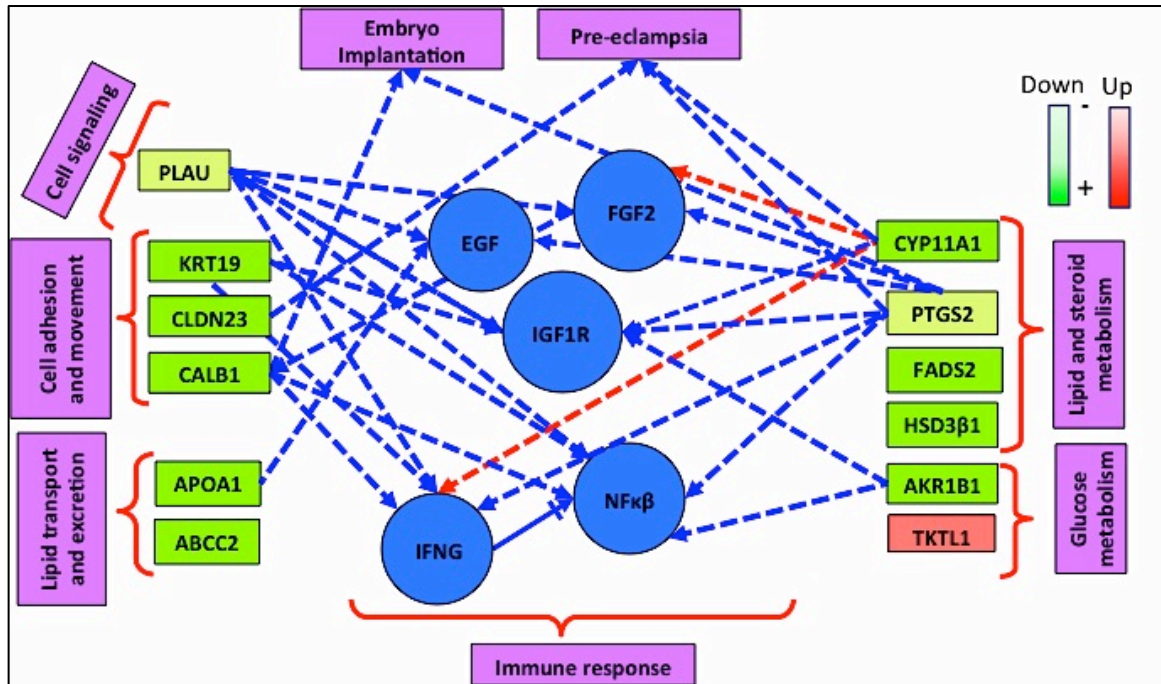 Embryo
Implantation
Pre-eclampsia
Down
Up
-
+
Cell signaling
PLAU
Cell adhesion
and movement
KRT19
CLDN23
CALB1
Lipid transport
and excretion
APOA1
ABCC2
EGF
FGF2
IGF1R
IFNG
NFκβ
CYP11A1
PTGS2
FADS2
HSD3β1
Lipid and steroid
metabolism
AKR1B1
TKTL1
Glucose
metabolism
Immune response